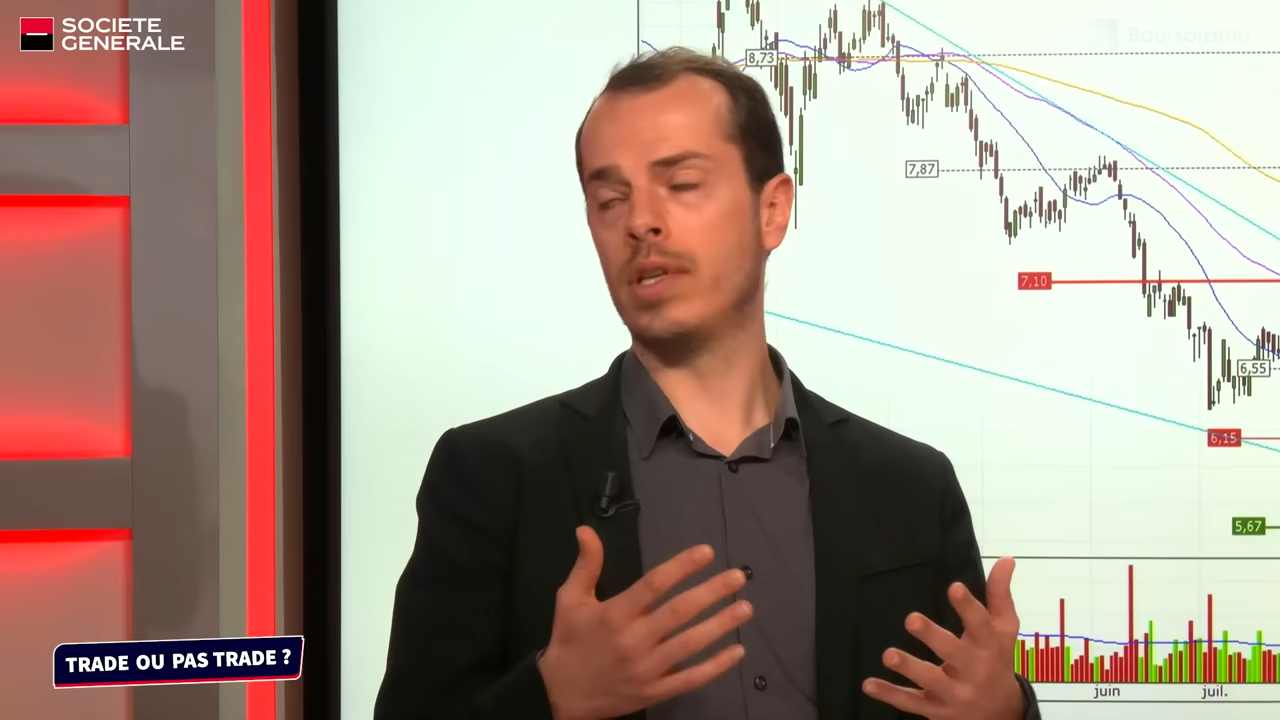 SOCIETE
GENERALE
Boursorama
8,73
7,87
7,10
6,55
6,15
5,67
juin
juil.
TRADE OU PAS TRADE ?